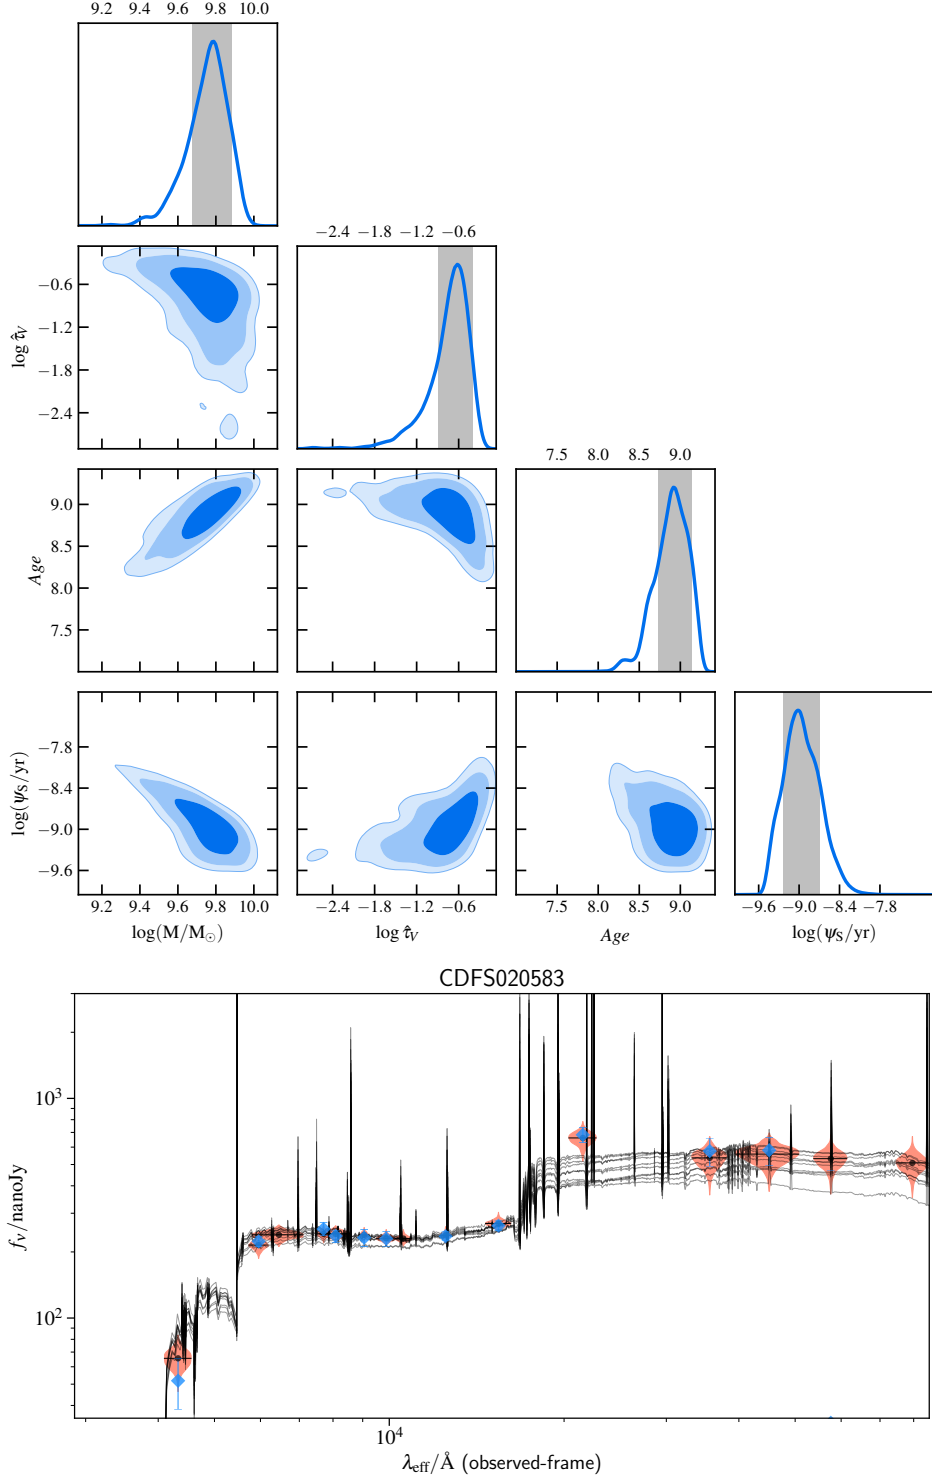 9.2 9.4 9.6 9.8 10.0
−2.4 −1.8 −1.2 −0.6
log τ̂V
−0.6
−1.2
−1.8
−2.4
7.5 8.0 8.5 9.0
Age
9.0
8.5
8.0
7.5
log(ψS/yr)
−7.8
−8.4
−9.0
−9.6
9.2 9.4 9.6 9.8 10.0
−2.4 −1.8 −1.2 −0.6
7.5 8.0 8.5 9.0
−9.6 −9.0 −8.4 −7.8
log(M/M☉) log τ̂V Age log(ψS/yr)
CDFS020583
fν/nanoJy
10³
10²
10⁴
λeff/Å (observed-frame)